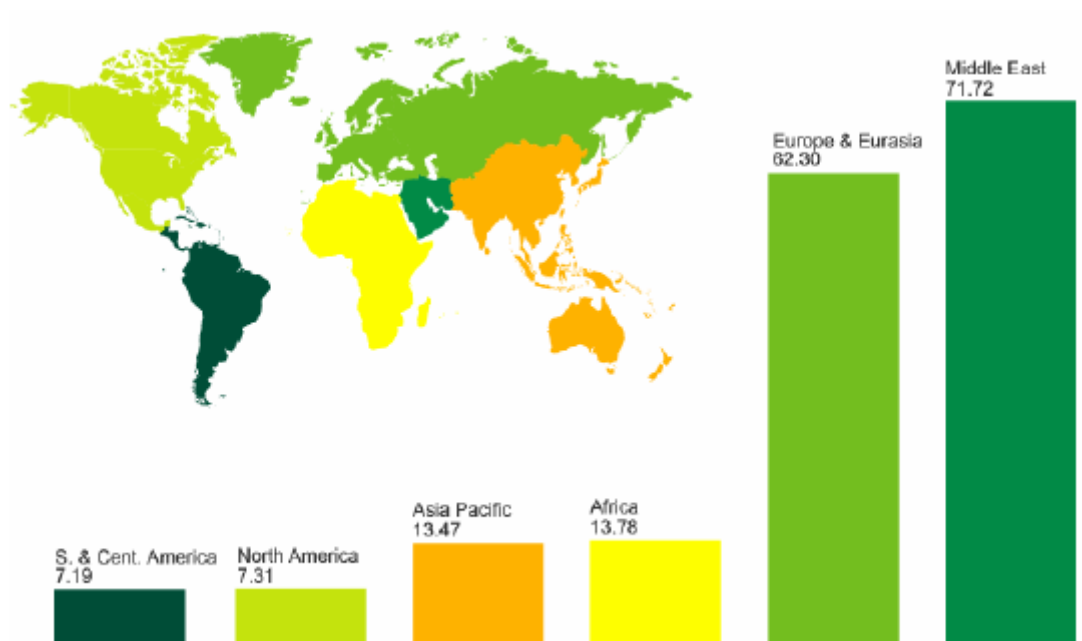 Middle East
71.72
Europe & Eurasia
62.30
Asia Pacific
13.47
Africa
13.78
S. & Cent. America
7.19
North America
7.31